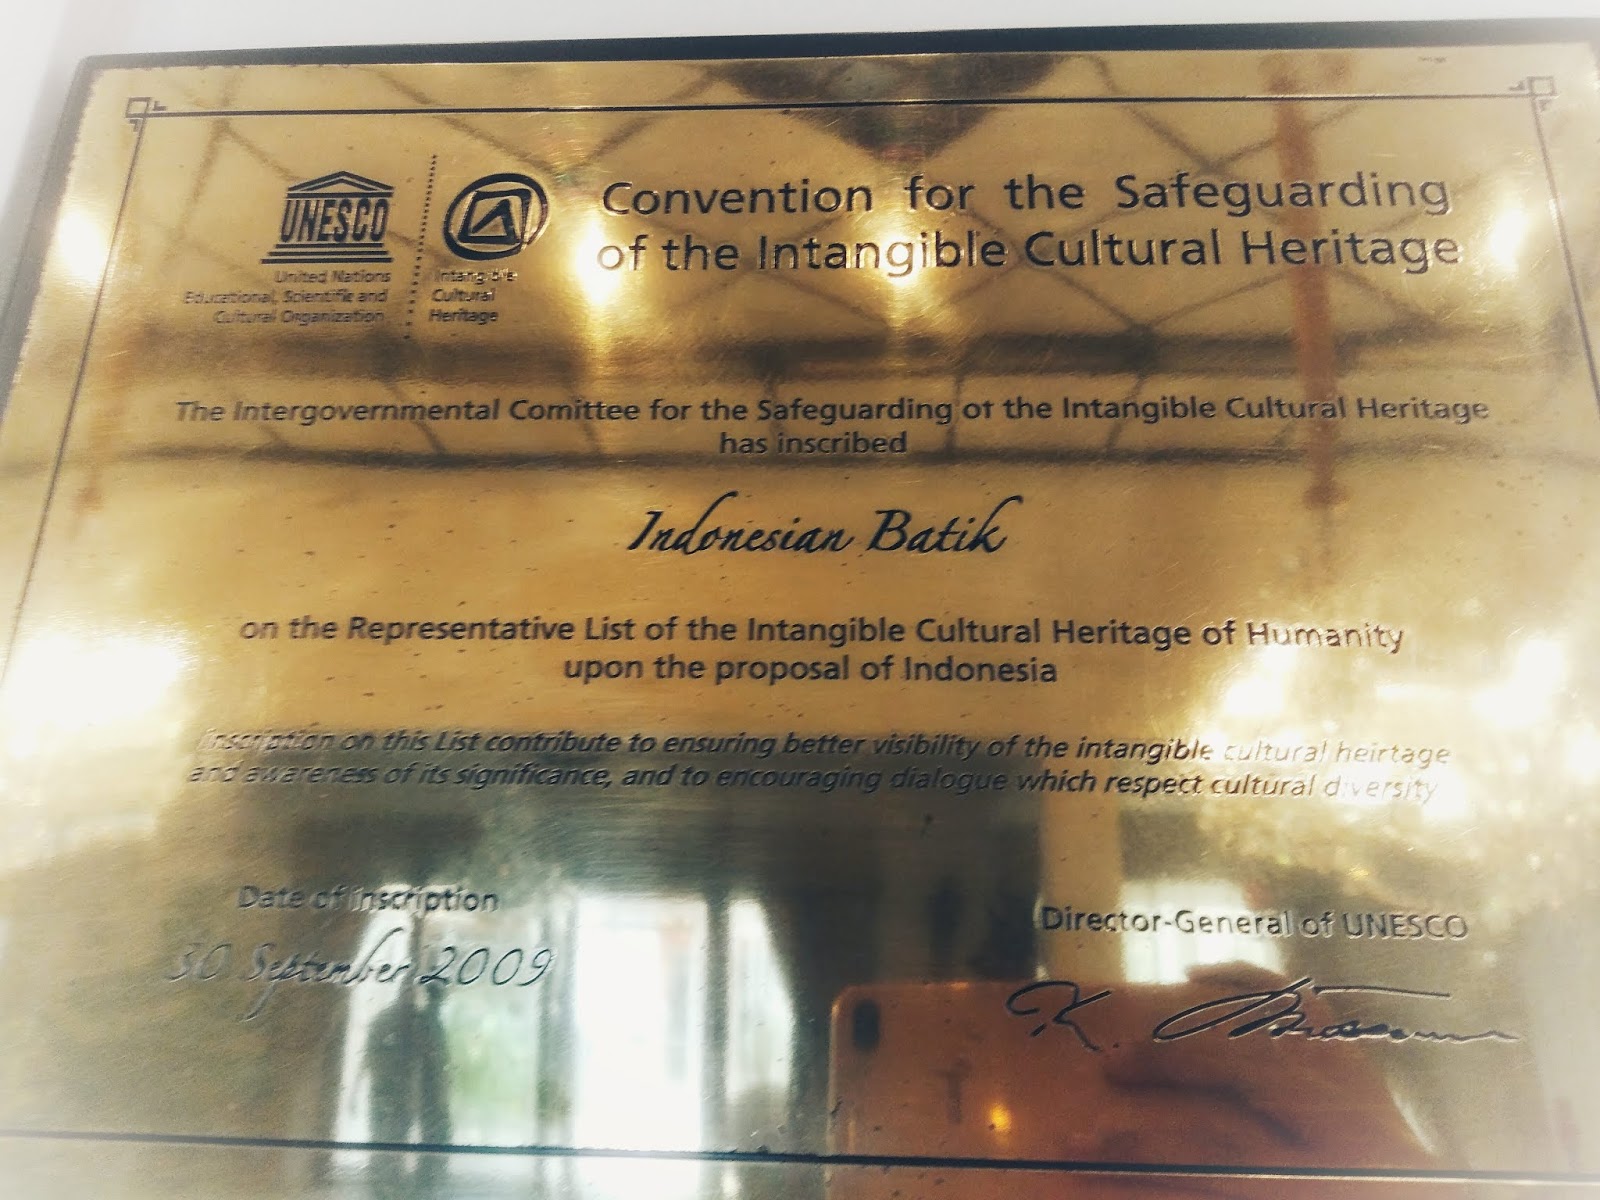 UNESCO
United Nations
Educational, Scientific and
Cultural Organization
Intangible
Cultural
Heritage
Convention for the Safeguarding
of the Intangible Cultural Heritage
The Intergovernmental Comittee for the Safeguarding of the Intangible Cultural Heritage
has inscribed
Indonesian Batik
on the Representative List of the Intangible Cultural Heritage of Humanity
upon the proposal of Indonesia
Inscription on this List contribute to ensuring better visibility of the intangible cultural heirtage
and awareness of its significance, and to encouraging dialogue which respect cultural diversity
Date of inscription
30 September 2009
Director-General of UNESCO